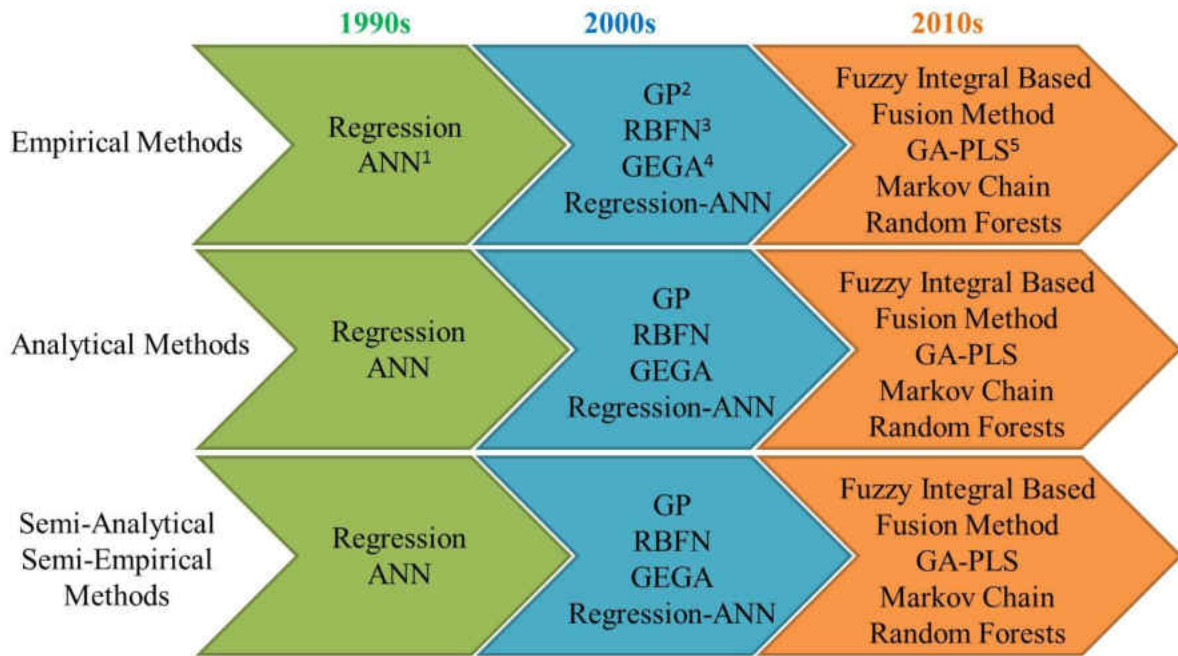 1990s
2000s
2010s
Empirical Methods
Regression
ANN¹
GP²
RBFN³
GEGA⁴
Regression-ANN
Fuzzy Integral Based
Fusion Method
GA-PLS⁵
Markov Chain
Random Forests
Analytical Methods
Regression
ANN
GP
RBFN
GEGA
Regression-ANN
Fuzzy Integral Based
Fusion Method
GA-PLS
Markov Chain
Random Forests
Semi-Analytical
Semi-Empirical
Methods
Regression
ANN
GP
RBFN
GEGA
Regression-ANN
Fuzzy Integral Based
Fusion Method
GA-PLS
Markov Chain
Random Forests